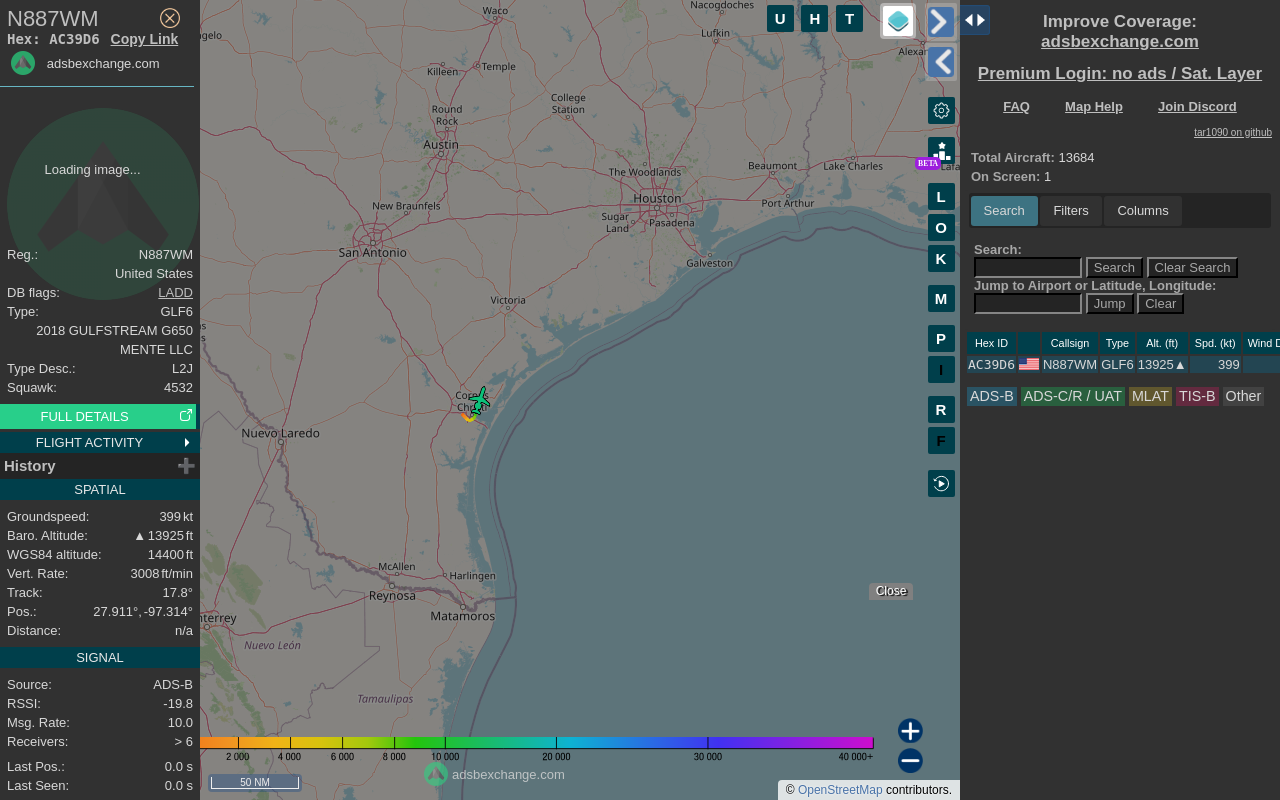 N887WM
Hex: AC39D6 Copy Link
adsbexchange.com
Loading image...
Reg.: N887WM
United States
DB flags: LADD
Type: GLF6
2018 GULFSTREAM G650
MENTE LLC
Type Desc.: L2J
Squawk: 4532
FULL DETAILS
FLIGHT ACTIVITY
History
SPATIAL
Groundspeed: 399 kt
Baro. Altitude: ▲ 13925 ft
WGS84 altitude: 14400 ft
Vert. Rate: 3008 ft/min
Track: 17.8°
Pos.: 27.911°, -97.314°
Distance: n/a
SIGNAL
Source: ADS-B
RSSI: -19.8
Msg. Rate: 10.0
Receivers: > 6
Last Pos.: 0.0 s
Last Seen: 0.0 s
Waco
Nacogdoches
Lufkin
Killeen
Temple
College
Station
Round
Rock
Austin
The Woodlands
Beaumont
Lake Charles
New Braunfels
Houston
Port Arthur
Sugar
Land
Pasadena
San Antonio
Galveston
Victoria
Nuevo Laredo
McAllen
Harlingen
Reynosa
Matamoros
Nuevo León
Tamaulipas
U H T
BETA
L
O
K
M
P
I
R
F
Close
2 000 4 000 6 000 8 000 10 000 20 000 30 000 40 000+
adsbexchange.com
50 NM
© OpenStreetMap contributors.
Improve Coverage:
adsbexchange.com
Premium Login: no ads / Sat. Layer
FAQ Map Help Join Discord
tar1090 on github
Total Aircraft: 13684
On Screen: 1
Search Filters Columns
Search:
Search Clear Search
Jump to Airport or Latitude, Longitude:
Jump Clear
Hex ID Callsign Type Alt. (ft) Spd. (kt) Wind D
AC39D6 N887WM GLF6 13925▲ 399
ADS-B ADS-C/R / UAT MLAT TIS-B Other